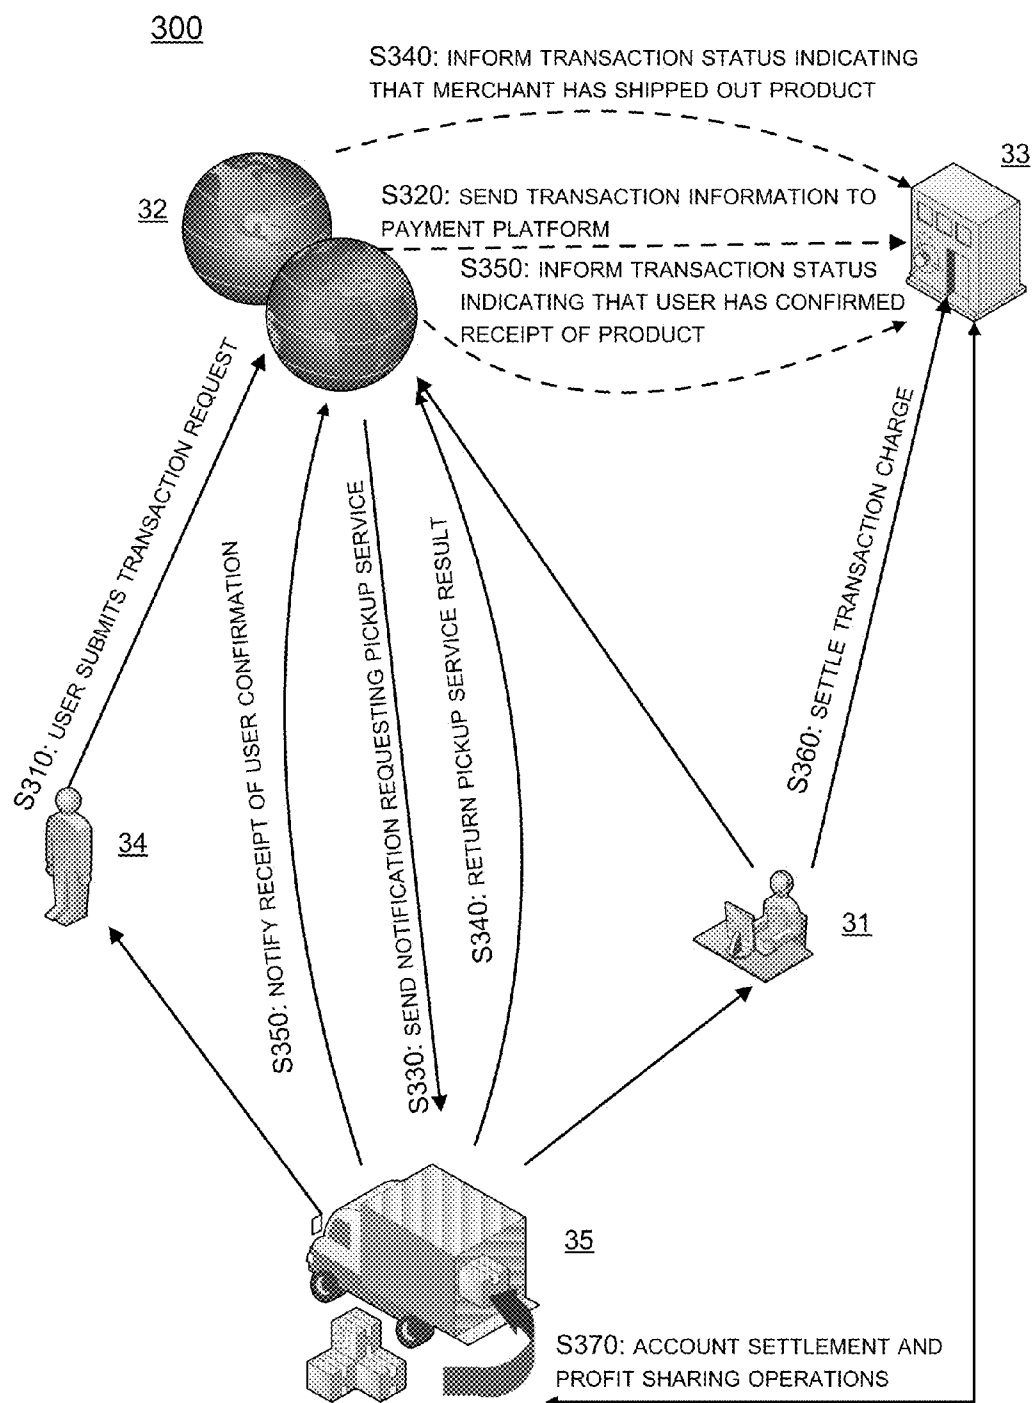 300
S340: INFORM TRANSACTION STATUS INDICATING
THAT MERCHANT HAS SHIPPED OUT PRODUCT
33
32
S320: SEND TRANSACTION INFORMATION TO
PAYMENT PLATFORM
S350: INFORM TRANSACTION STATUS
INDICATING THAT USER HAS CONFIRMED
RECEIPT OF PRODUCT
S310: USER SUBMITS TRANSACTION REQUEST
S350: NOTIFY RECEIPT OF USER CONFIRMATION
S330: SEND NOTIFICATION REQUESTING PICKUP SERVICE
S340: RETURN PICKUP SERVICE RESULT
S360: SETTLE TRANSACTION CHARGE
34
31
35
S370: ACCOUNT SETTLEMENT AND
PROFIT SHARING OPERATIONS